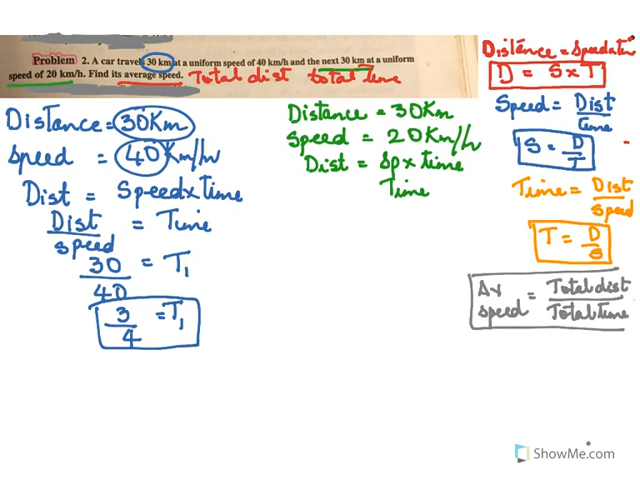 Problem 2. A car travels 30 km at a uniform speed of 40 km/h and the next 30 km at a uniform
speed of 20 km/h. Find its average speed. Total dist total time
Distance = 30Km
Speed = 40 Km/hr
Dist = Speed x time
Dist = Time
speed
30 = T1
40
3 = T1
4
Distance = 30Km
Speed = 20Km/h
Dist = Sp x time
Time
Distance = Speed x time
D = S x T
Speed = Dist
time
S = D
T
Time = Dist
Speed
T = D
S
Av speed = Total dist
Total Time
ShowMe.com